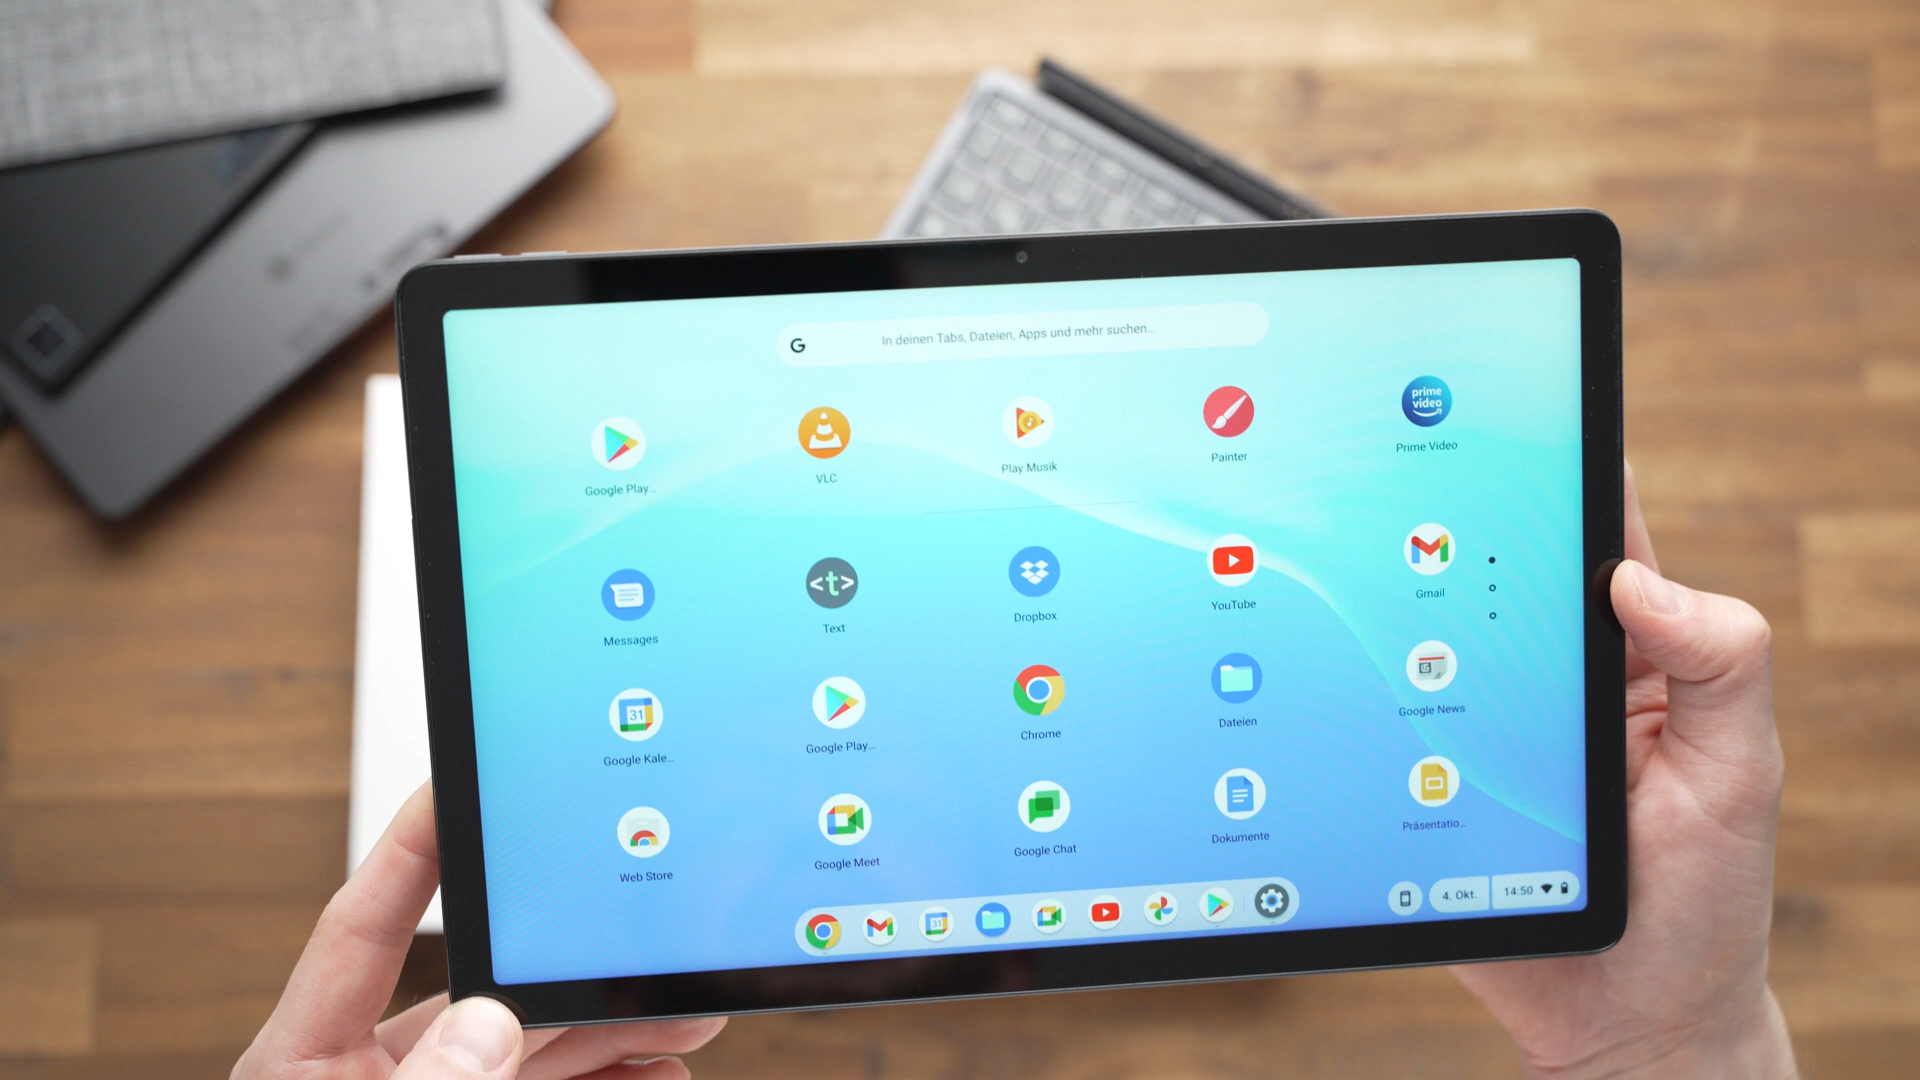 G In deinen Tabs, Dateien, Apps und mehr suchen...
Google Play...
VLC
Play Musik
Painter
prime
video
Prime Video
Messages
<t>
Text
Dropbox
YouTube
Gmail
31
Google Kale...
Google Play...
Chrome
Dateien
Google News
Web Store
Google Meet
Google Chat
Dokumente
Präsentatio...
31
4. Okt.
14:50